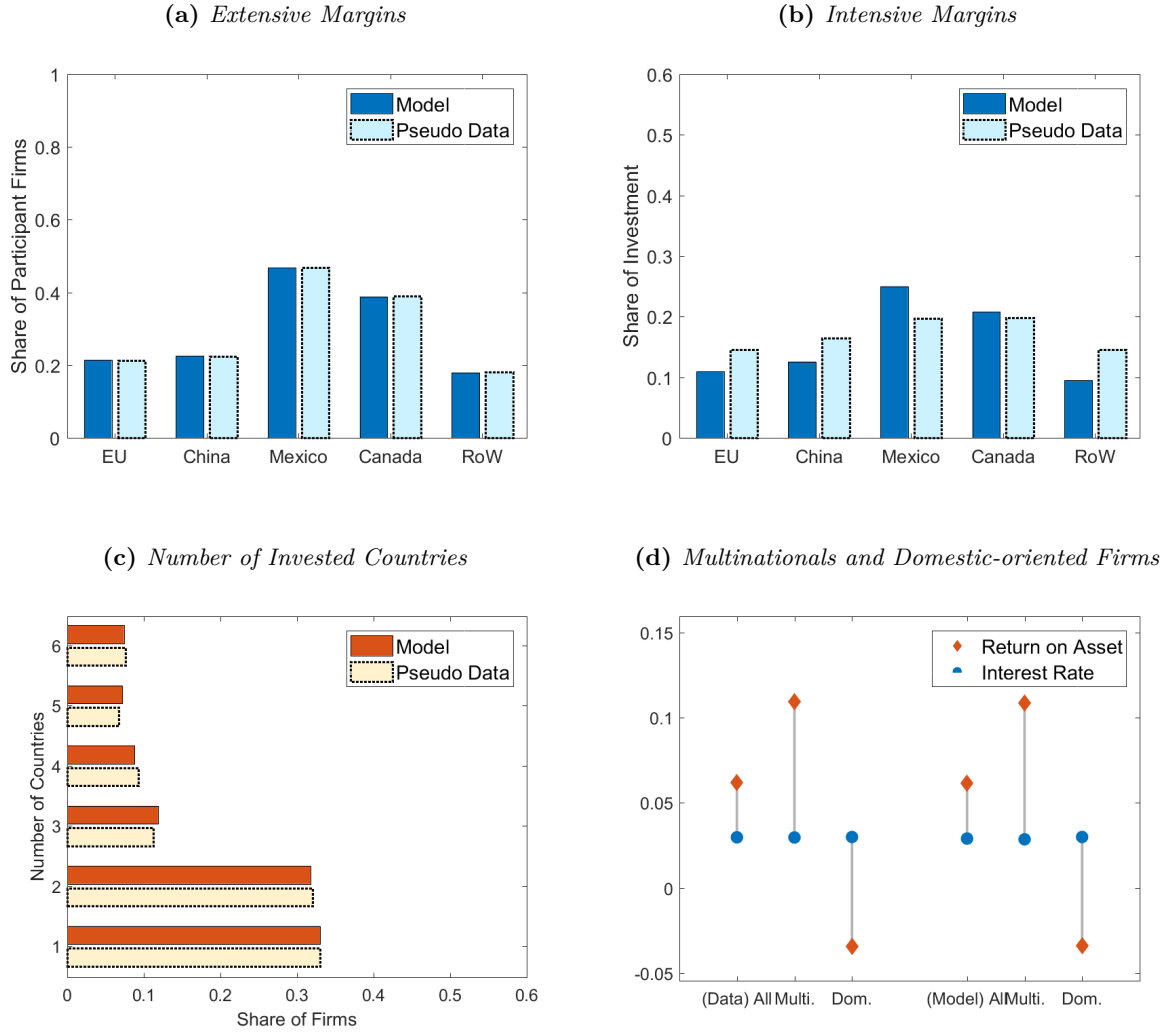 (a) Extensive Margins
1
0.8
0.6
0.4
0.2
0
Share of Participant Firms
Model
Pseudo Data
EU China Mexico Canada RoW
(b) Intensive Margins
0.6
0.5
0.4
0.3
0.2
0.1
0
Share of Investment
Model
Pseudo Data
EU China Mexico Canada RoW
(c) Number of Invested Countries
6
5
4
3
2
1
Number of Countries
Model
Pseudo Data
0 0.1 0.2 0.3 0.4 0.5 0.6
Share of Firms
(d) Multinationals and Domestic-oriented Firms
0.15
0.1
0.05
0
-0.05
Return on Asset
Interest Rate
(Data) All Multi. Dom. (Model) All Multi. Dom.